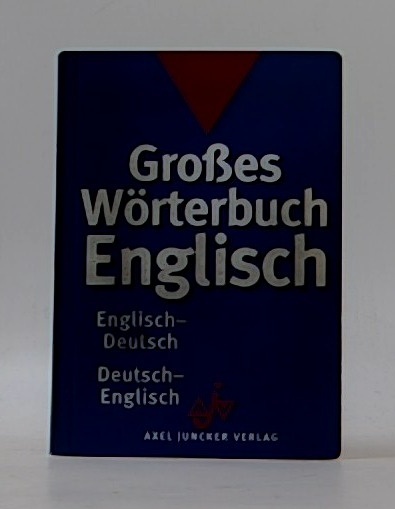 Großes
Wörterbuch
Englisch
Englisch–
Deutsch
Deutsch–
Englisch
AXEL JUNCKER VERLAG